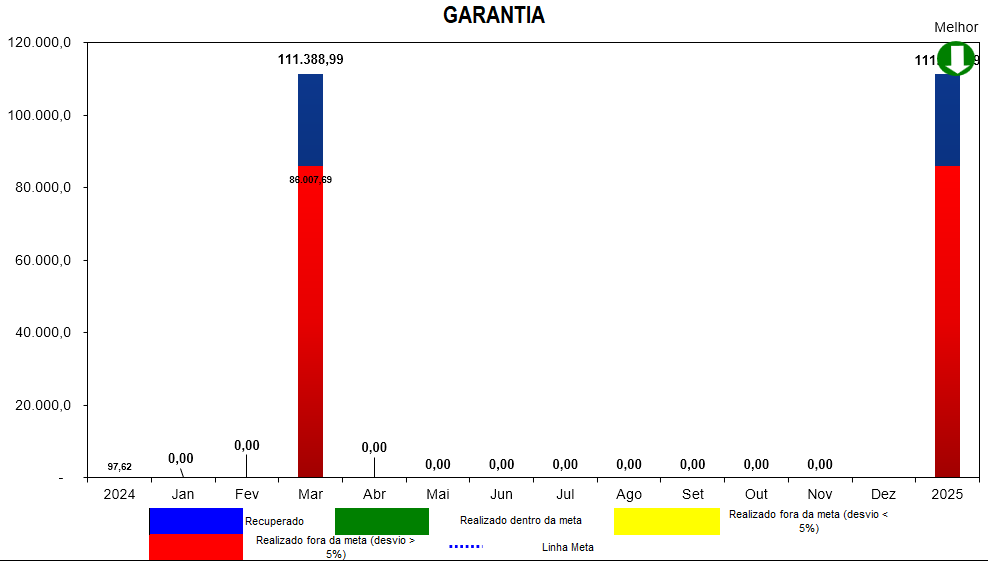 GARANTIA
Melhor
120.000,0
111.388,99
100.000,0
86.007,69
80.000,0
60.000,0
40.000,0
20.000,0
97,62
0,00
0,00
0,00
0,00
0,00
0,00
0,00
0,00
0,00
0,00
-
2024 Jan Fev Mar Abr Mai Jun Jul Ago Set Out Nov Dez 2025
Recuperado
Realizado dentro da meta
Realizado fora da meta (desvio <
5%)
Realizado fora da meta (desvio >
5%)
Linha Meta